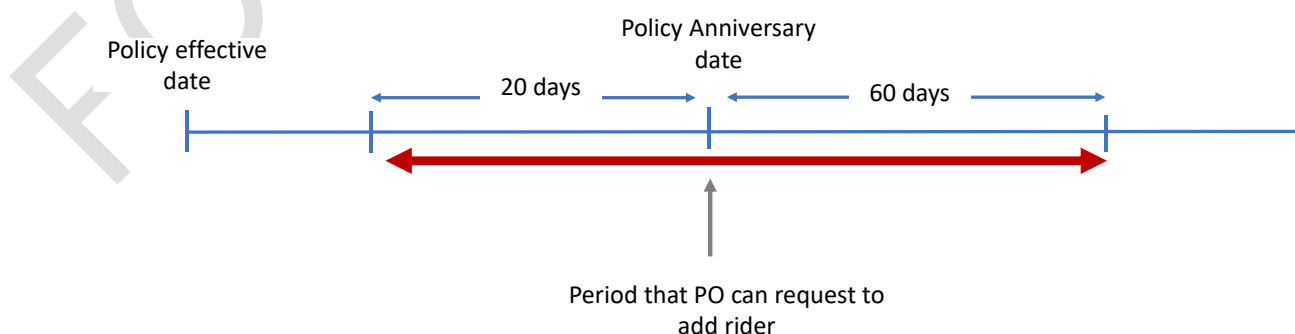 Policy effective
date
Policy Anniversary
date
20 days
60 days
Period that PO can request to
add rider